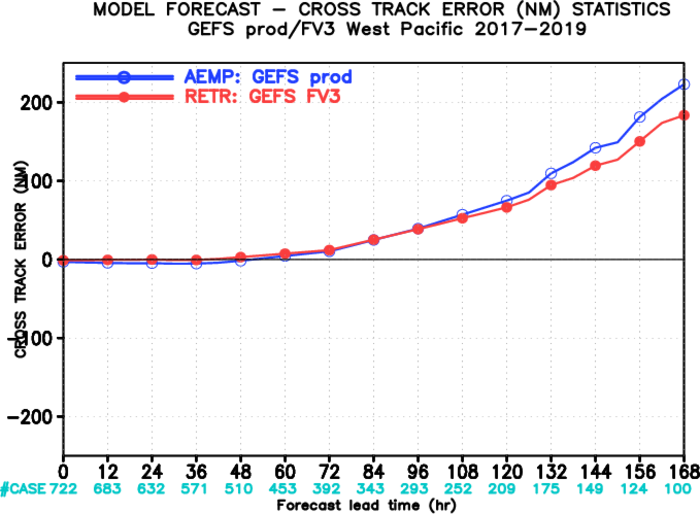 MODEL FORECAST – CROSS TRACK ERROR (NM) STATISTICS
GEFS prod/FV3 West Pacific 2017–2019
AEMP: GEFS prod
RETR: GEFS FV3
CROSS TRACK ERROR (NM)
200
100
0
-100
-200
0 12 24 36 48 60 72 84 96 108 120 132 144 156 168
#CASE 722 683 632 571 510 453 392 343 293 252 209 175 149 124 100
Forecast lead time (hr)